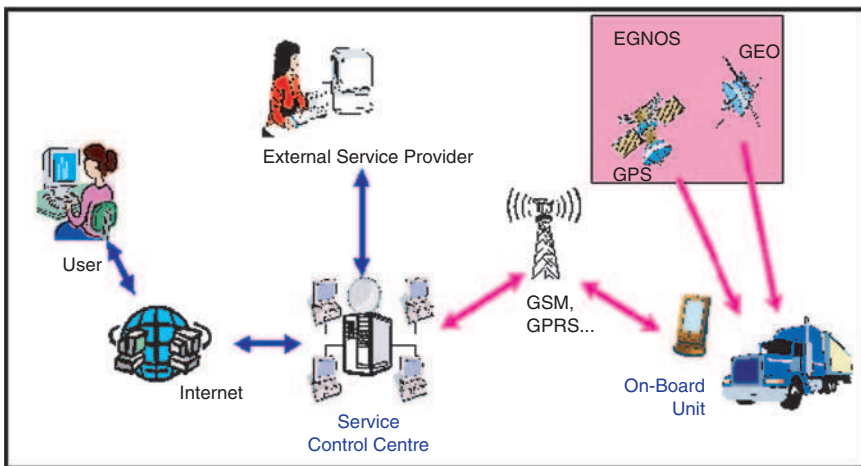 EGNOS
GEO
GPS
External Service Provider
User
GSM,
GPRS...
Internet
Service
Control Centre
On-Board
Unit